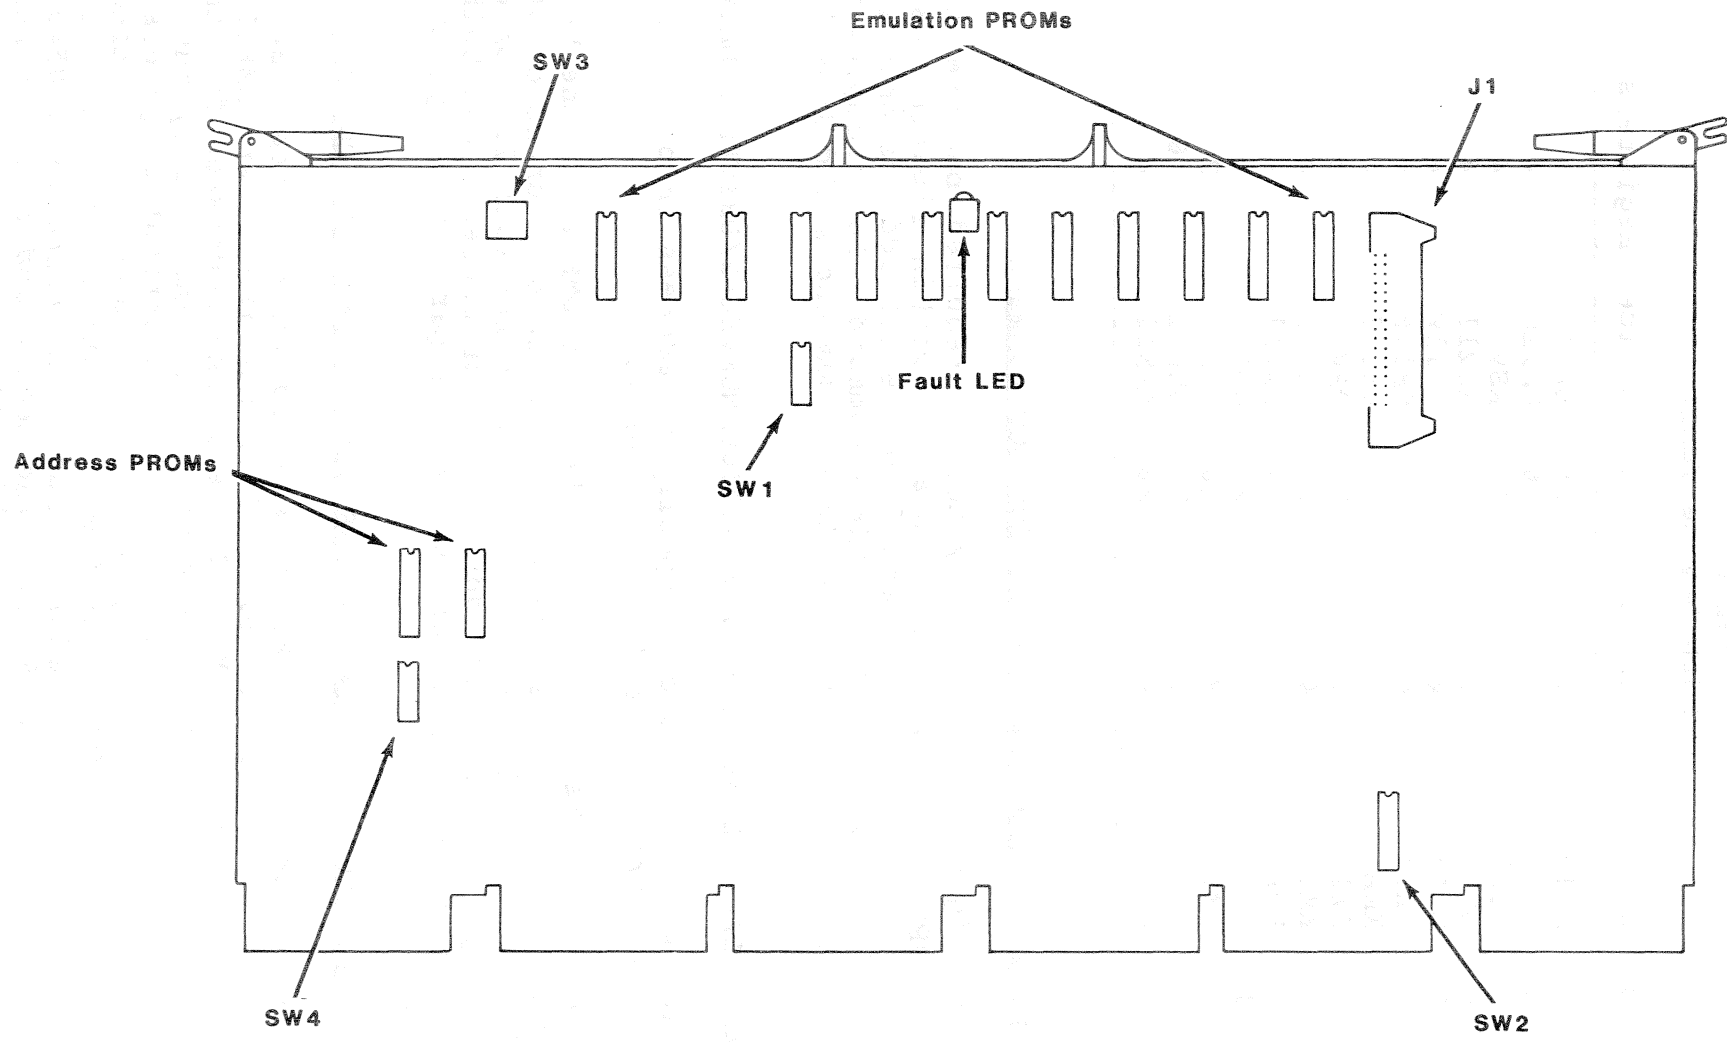 Emulation PROMs
SW3
J1
Fault LED
Address PROMs
SW1
SW4
SW2